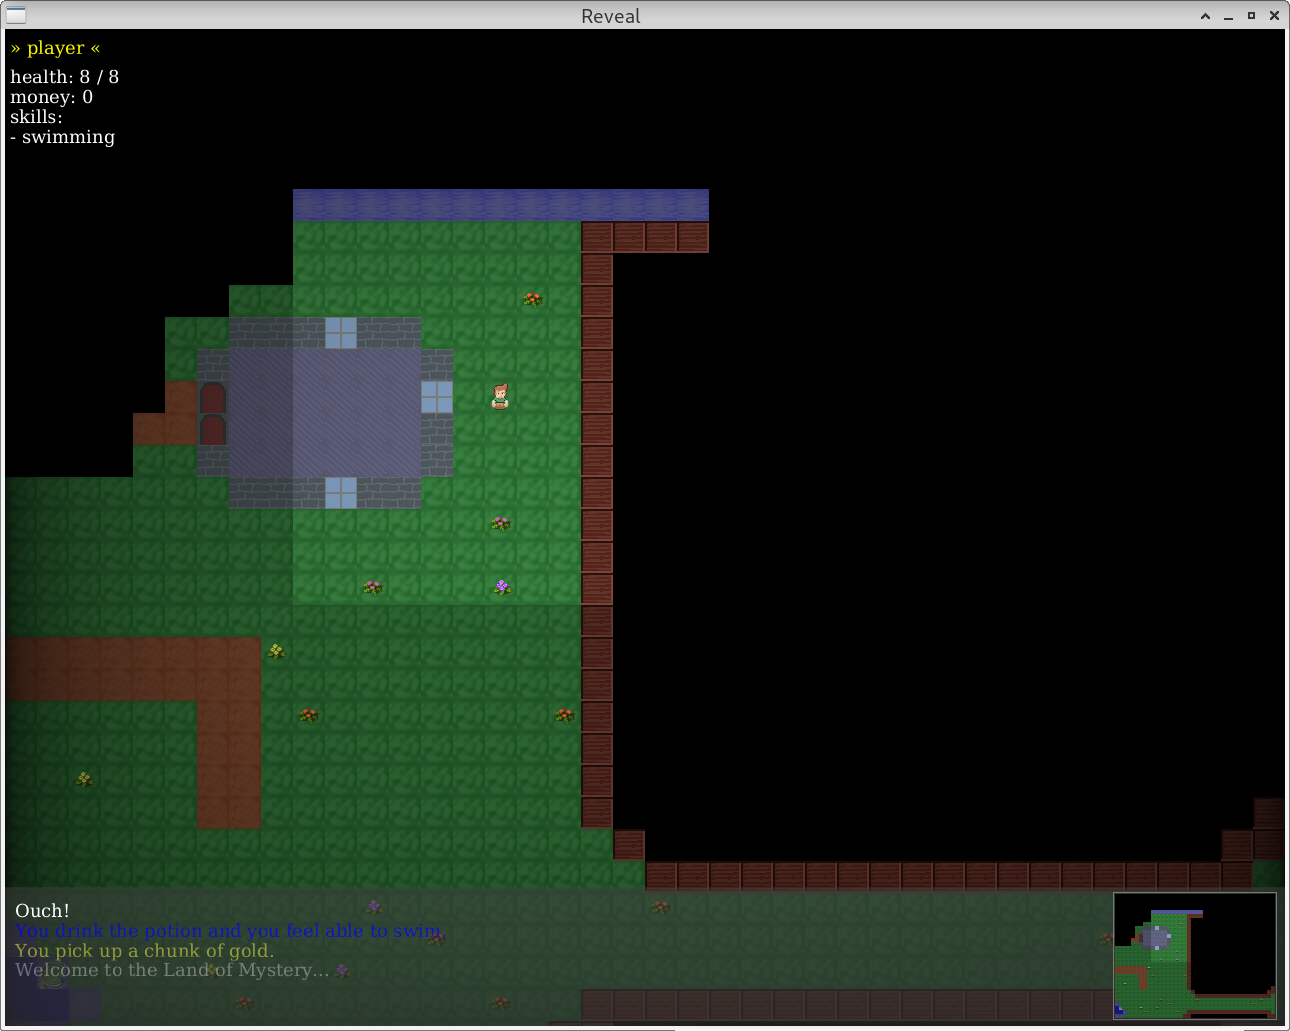 Reveal
» player «
health: 8 / 8
money: 0
skills:
- swimming
Ouch!
You drink the potion and you feel able to swim.
You pick up a chunk of gold.
Welcome to the Land of Mystery...